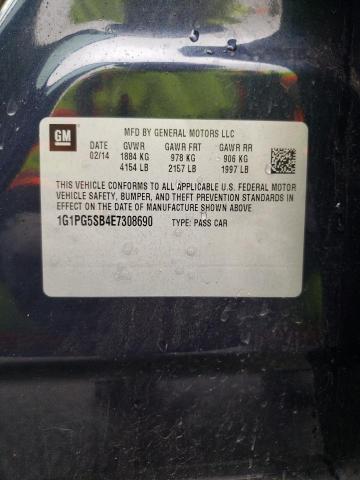 GM
MFD BY GENERAL MOTORS LLC
DATE GVWR GAWR FRT GAWR RR
02/14 1884 KG 978 KG 906 KG
4154 LB 2157 LB 1997 LB
THIS VEHICLE CONFORMS TO ALL APPLICABLE U.S. FEDERAL MOTOR
VEHICLE SAFETY, BUMPER, AND THEFT PREVENTION STANDARDS IN
EFFECT ON THE DATE OF MANUFACTURE SHOWN ABOVE
1G1PG5SB4E7308690 TYPE: PASS CAR